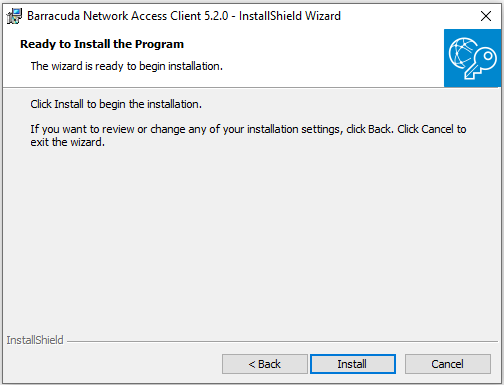 Barracuda Network Access Client 5.2.0 - InstallShield Wizard
Ready to Install the Program
The wizard is ready to begin installation.
Click Install to begin the installation.
If you want to review or change any of your installation settings, click Back. Click Cancel to
exit the wizard.
InstallShield
< Back
Install
Cancel